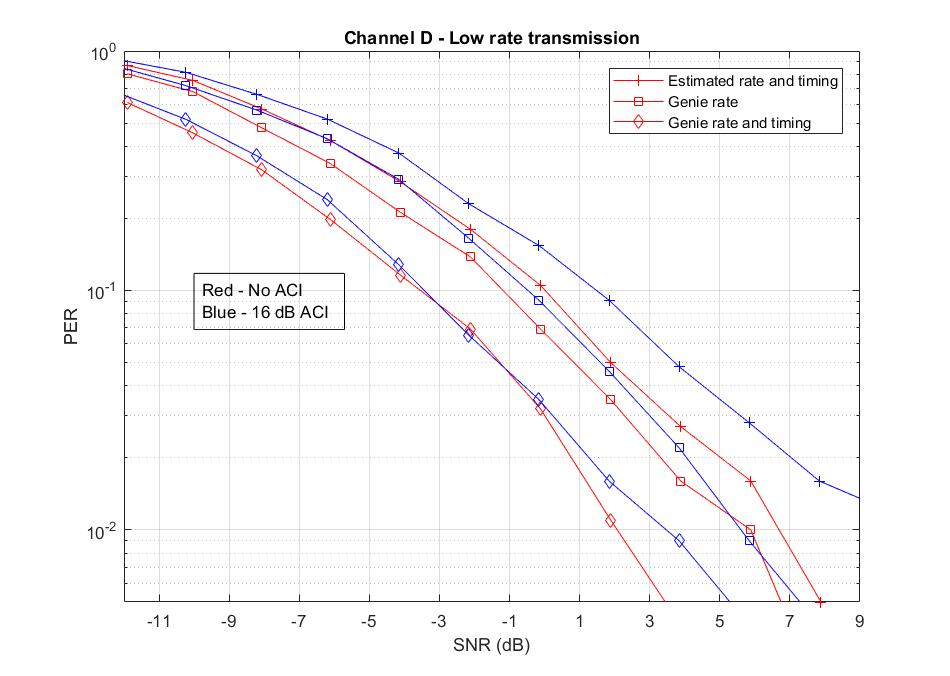 Channel D - Low rate transmission
10^0
Estimated rate and timing
Genie rate
Genie rate and timing
Red - No ACI
Blue - 16 dB ACI
10^-1
10^-2
PER
-11 -9 -7 -5 -3 -1 1 3 5 7 9
SNR (dB)